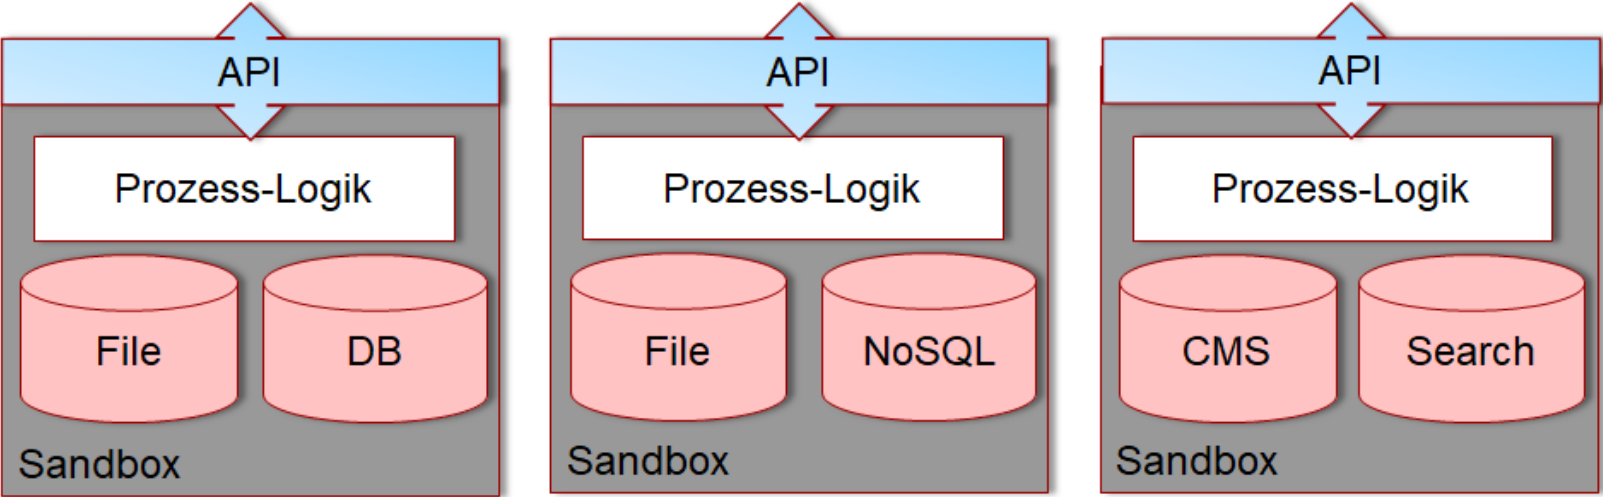 API
API
API
Prozess-Logik
Prozess-Logik
Prozess-Logik
File
DB
File
NoSQL
CMS
Search
Sandbox
Sandbox
Sandbox